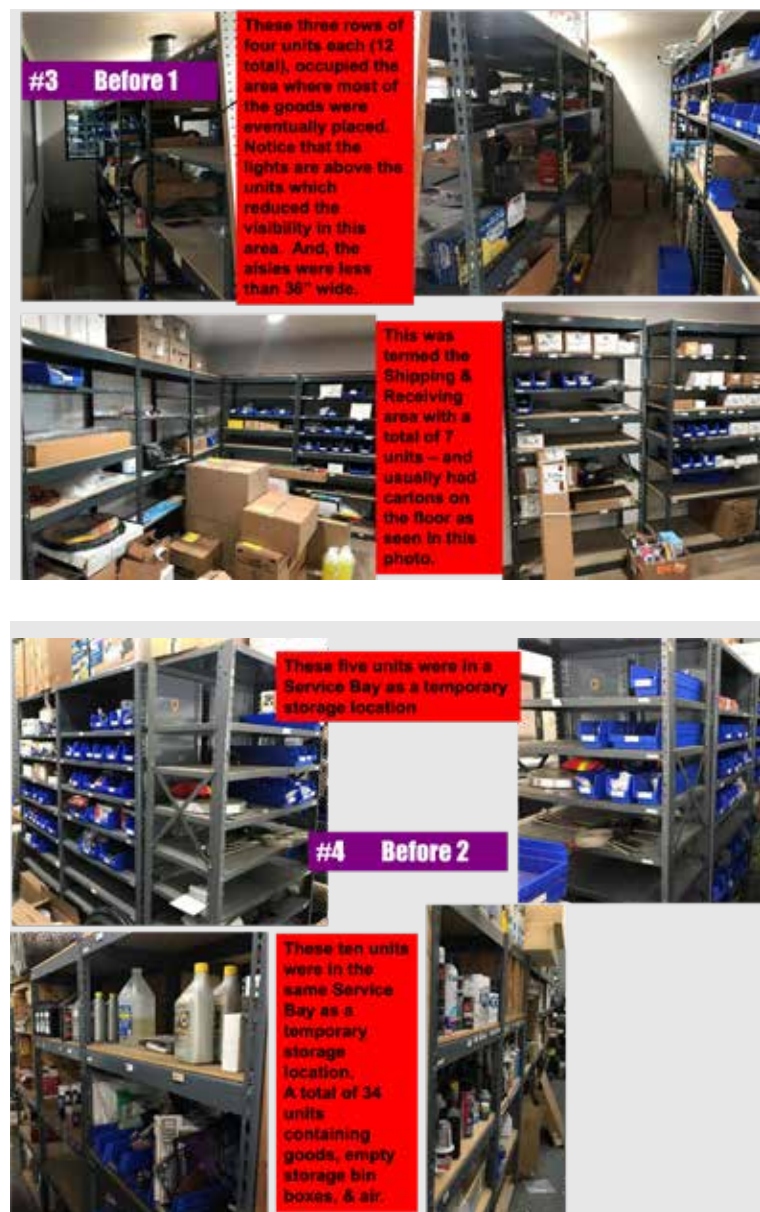 #3 Before 1
These three rows of
four units each (12
total), occupied the
area where most of
the goods were
eventually placed.
Notice that the
lights are above the
units which
reduced the
visibility in this
area. And, the
aisles were less
than 36" wide.
This was
termed the
Shipping &
Receiving
area with a
total of 7
units – and
usually had
cartons on
the floor as
seen in this
photo.
These five units were in a
Service Bay as a temporary
storage location
#4 Before 2
These ten units
were in the
same Service
Bay as a
temporary
storage
location.
A total of 34
units
containing
goods, empty
storage bin
boxes, & air.